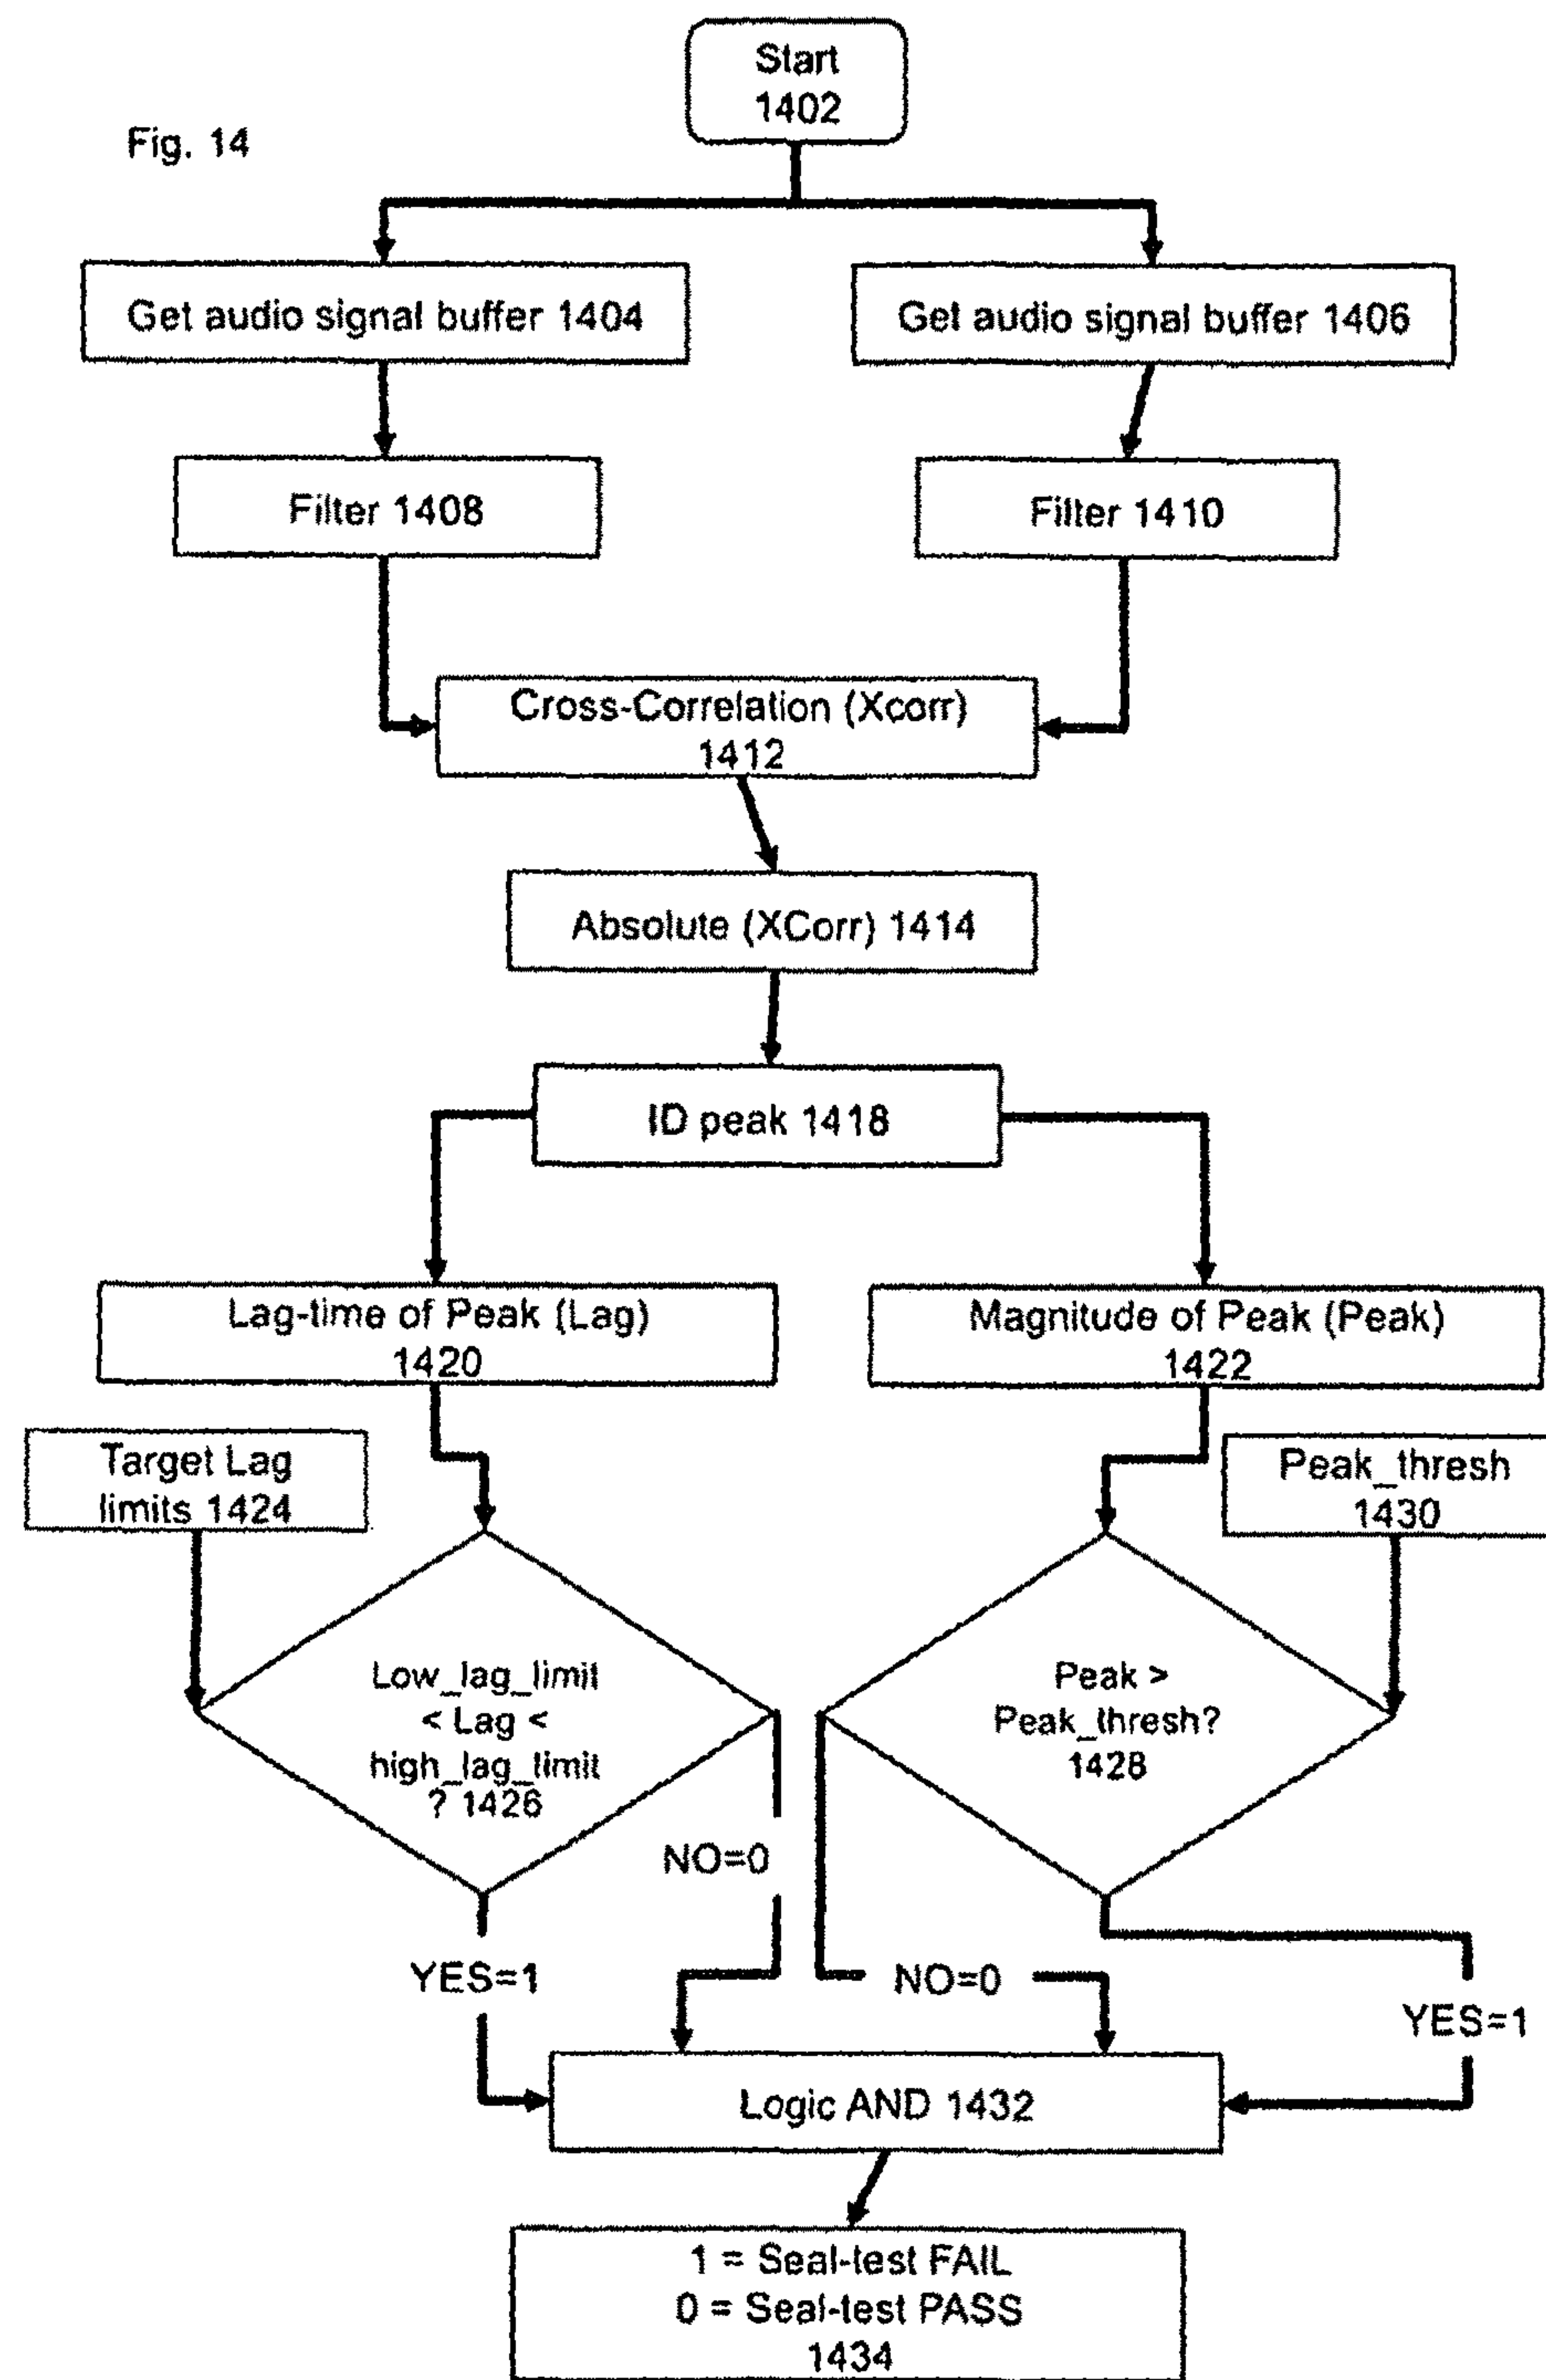 Start
1402
Fig. 14
Get audio signal buffer 1404
Get audio signal buffer 1406
Filter 1408
Filter 1410
Cross-Correlation (Xcorr)
1412
Absolute (XCorr) 1414
ID peak 1418
Lag-time of Peak (Lag)
1420
Magnitude of Peak (Peak)
1422
Target Lag
limits 1424
Peak_thresh
1430
Low_lag_limit
< Lag <
high_lag_limit
? 1426
Peak >
Peak_thresh?
1428
NO=0
YES=1
NO=0
YES=1
Logic AND 1432
1 = Seal-test FAIL
0 = Seal-test PASS
1434